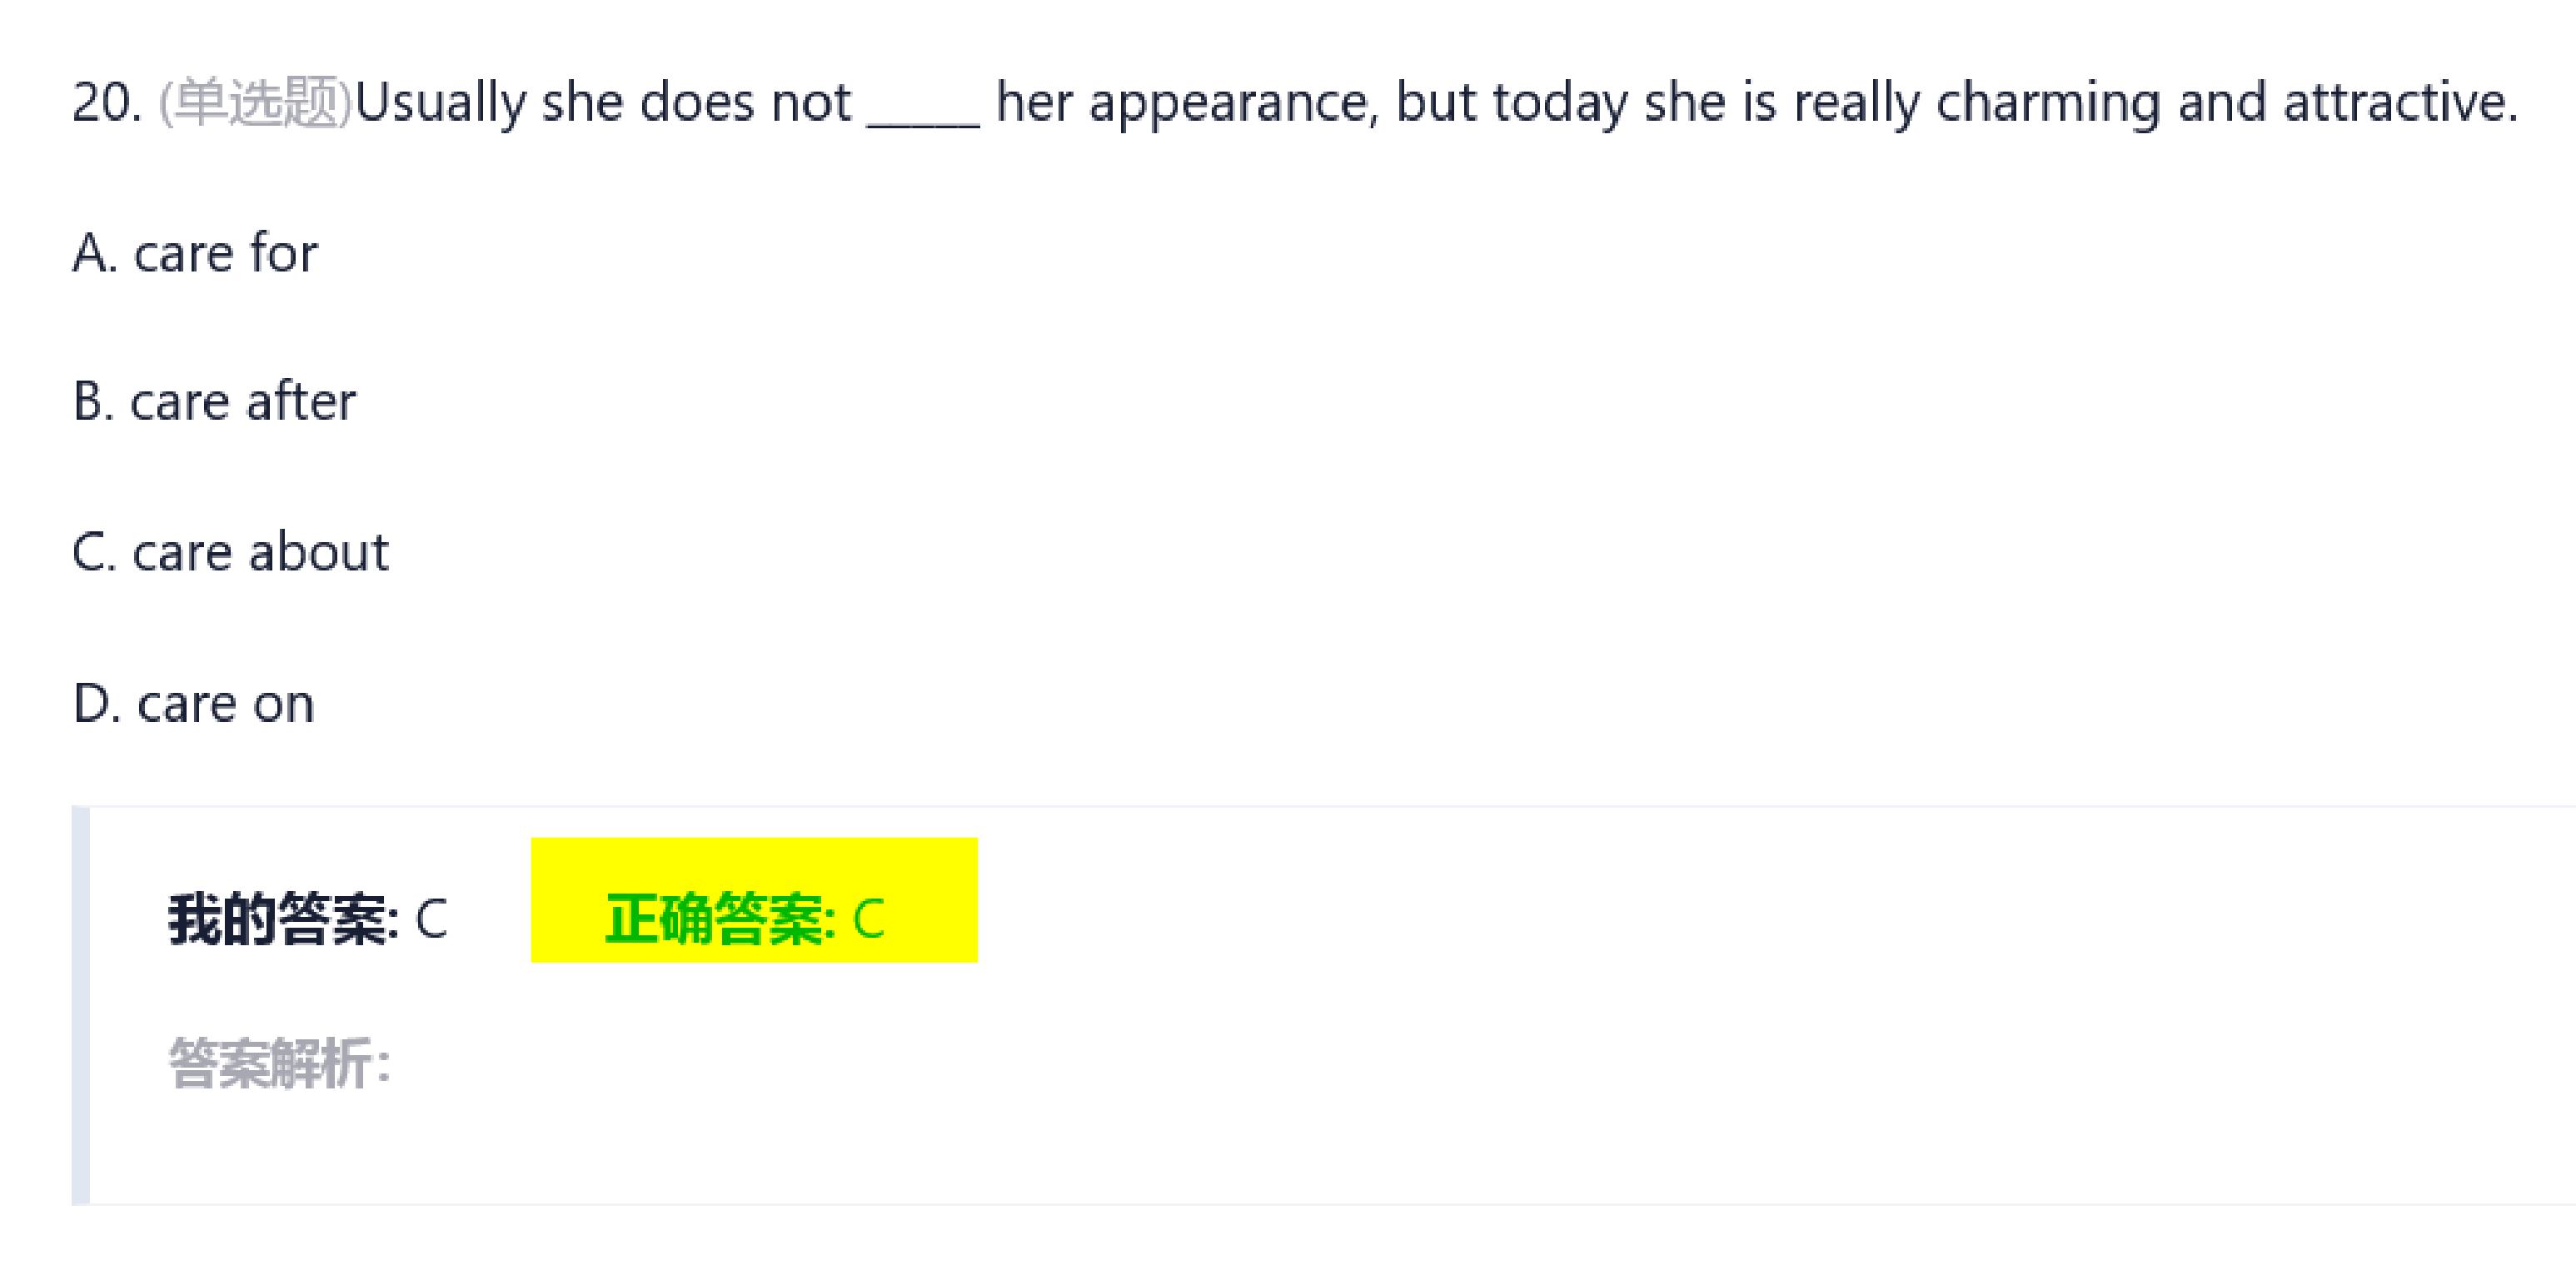 20. (单选题)Usually she does not _____ her appearance, but today she is really charming and attractive.
A. care for
B. care after
C. care about
D. care on
我的答案: C 正确答案: C
答案解析: